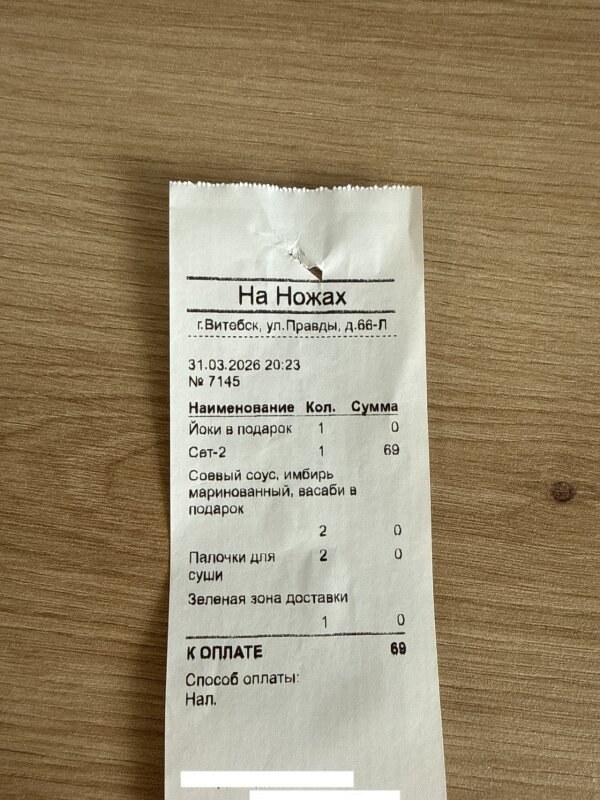 На Ножах
г.Витебск, ул.Правды, д.66-Л
31.03.2026 20:23
№ 7145
Наименование Кол. Сумма
Йоки в подарок 1 0
Сет-2 1 69
Соевый соус, имбирь
маринованный, васаби в
подарок
2 0
Палочки для 2 0
суши
Зеленая зона доставки
1 0
К ОПЛАТЕ 69
Способ оплаты:
Нал.